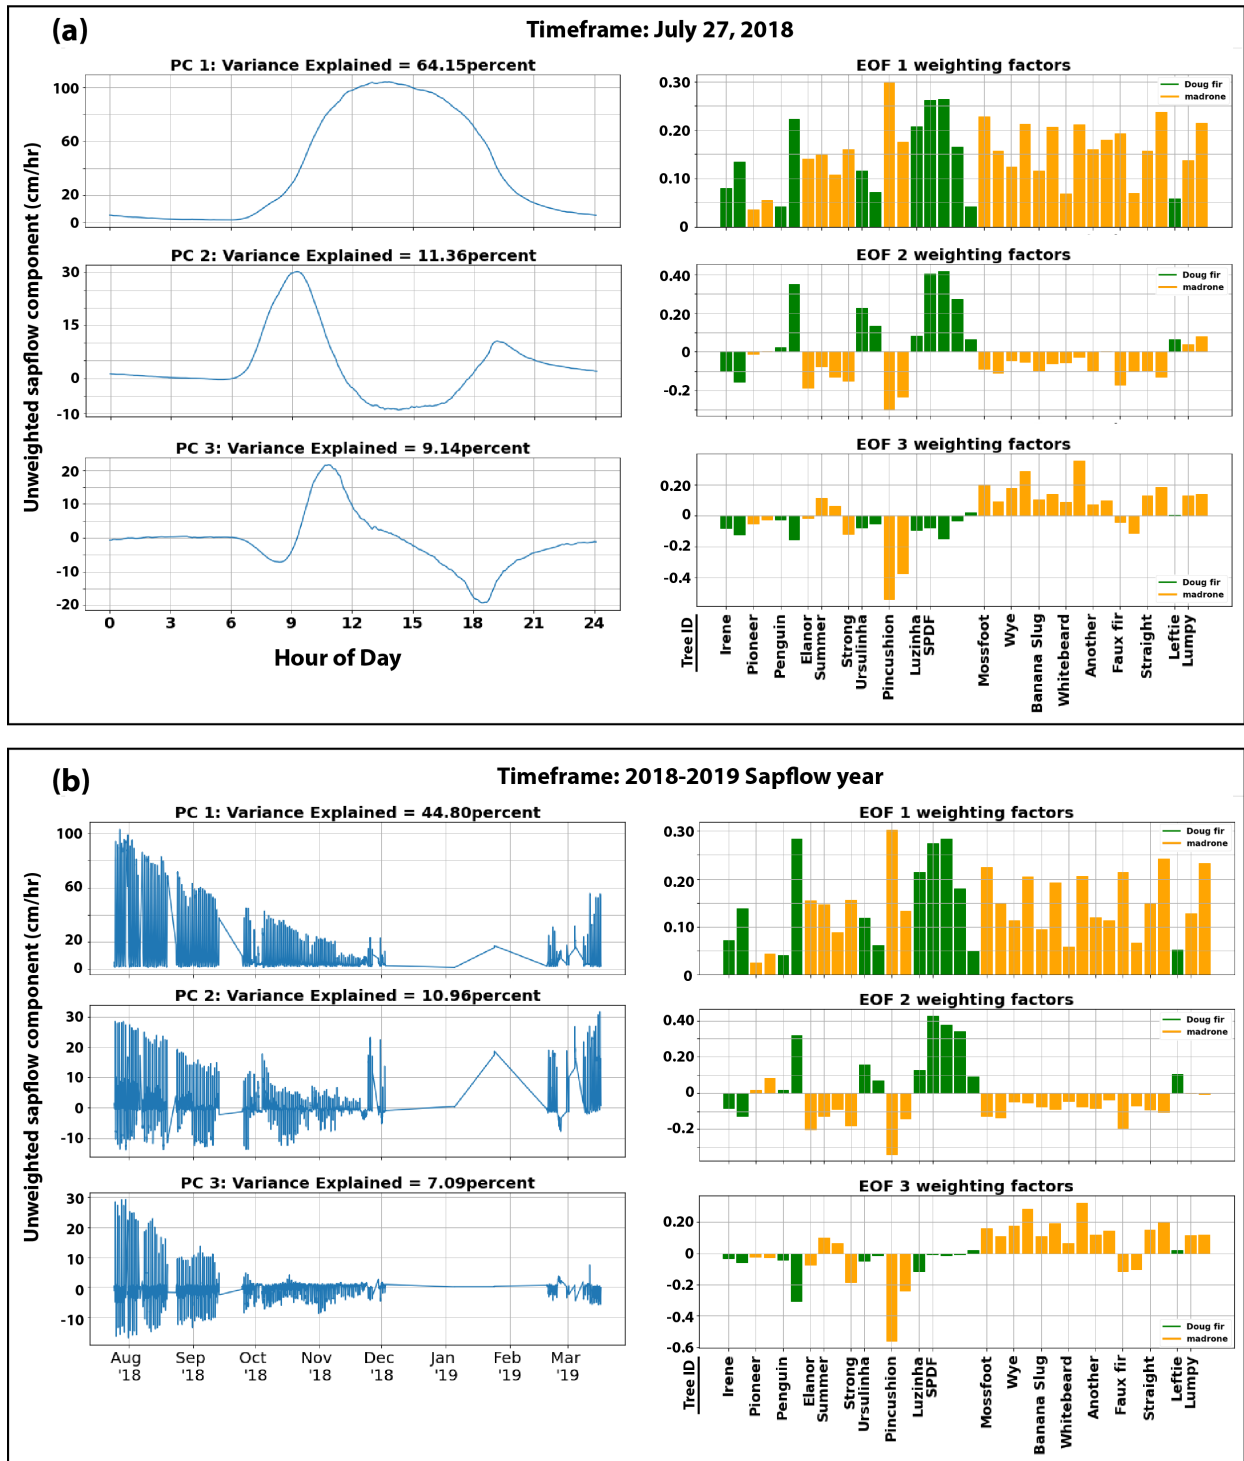 (a)
Timeframe: July 27, 2018
PC 1: Variance Explained = 64.15percent
100
60
20
0
EOF 1 weighting factors
Doug fir
madrone
0.30
0.20
0.10
0
Unweighted sapflow component (cm/hr)
PC 2: Variance Explained = 11.36percent
30
15
0
-10
EOF 2 weighting factors
Doug fir
madrone
0.40
0.20
0
-0.2
PC 3: Variance Explained = 9.14percent
20
10
0
-10
-20
0 3 6 9 12 15 18 21 24
Hour of Day
EOF 3 weighting factors
0.20
0
-0.2
-0.4
Doug fir
madrone
Tree ID
Irene
Pioneer
Penguin
Elanor
Summer
Strong
Ursulinha
Pincushion
Luzinha
SPDF
Mossfoot
Wye
Banana Slug
Whitebeard
Another
Faux fir
Straight
Leftie
Lumpy
(b)
Timeframe: 2018-2019 Sapflow year
PC 1: Variance Explained = 44.80percent
100
60
20
0
EOF 1 weighting factors
Doug fir
madrone
0.30
0.20
0.10
0
Unweighted sapflow component (cm/hr)
PC 2: Variance Explained = 10.96percent
30
20
10
0
-10
EOF 2 weighting factors
Doug fir
madrone
0.40
0.20
0
-0.2
PC 3: Variance Explained = 7.09percent
30
20
10
0
-10
Aug Sep Oct Nov Dec Jan Feb Mar
'18 '18 '18 '18 '18 '19 '19 '19
EOF 3 weighting factors
0.20
0
-0.2
-0.4
-0.6
Doug fir
madrone
Tree ID
Irene
Pioneer
Penguin
Elanor
Summer
Strong
Ursulinha
Pincushion
Luzinha
SPDF
Mossfoot
Wye
Banana Slug
Whitebeard
Another
Faux fir
Straight
Leftie
Lumpy